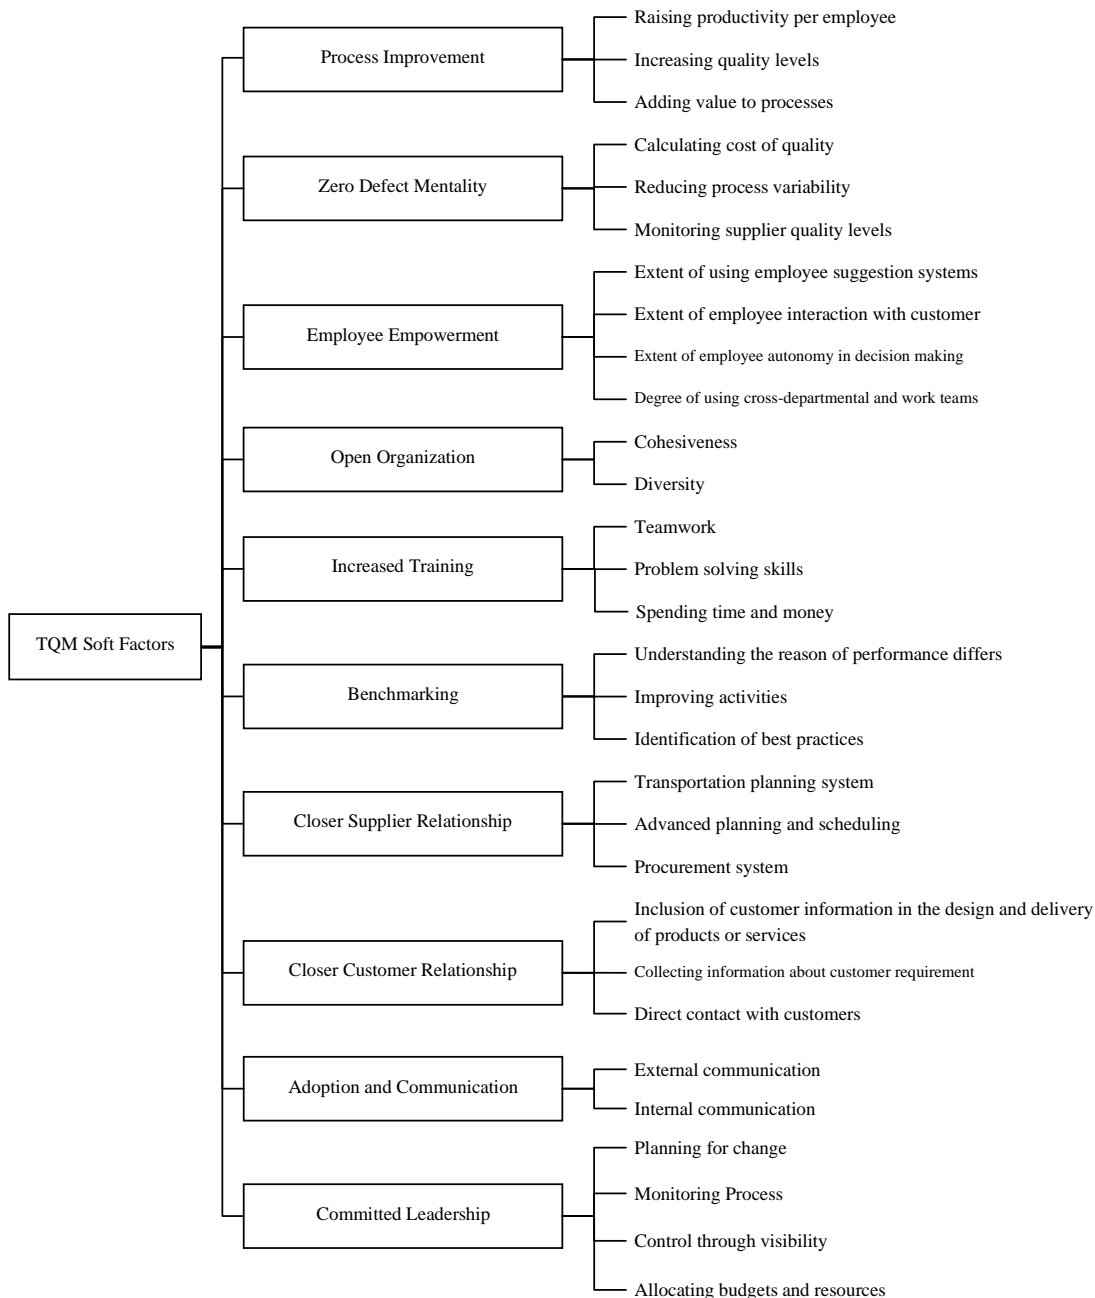 TQM Soft Factors
Process Improvement
Raising productivity per employee
Increasing quality levels
Adding value to processes
Zero Defect Mentality
Calculating cost of quality
Reducing process variability
Monitoring supplier quality levels
Employee Empowerment
Extent of using employee suggestion systems
Extent of employee interaction with customer
Extent of employee autonomy in decision making
Degree of using cross-departmental and work teams
Open Organization
Cohesiveness
Diversity
Increased Training
Teamwork
Problem solving skills
Spending time and money
Benchmarking
Understanding the reason of performance differs
Improving activities
Identification of best practices
Closer Supplier Relationship
Transportation planning system
Advanced planning and scheduling
Procurement system
Closer Customer Relationship
Inclusion of customer information in the design and delivery
of products or services
Collecting information about customer requirement
Direct contact with customers
Adoption and Communication
External communication
Internal communication
Committed Leadership
Planning for change
Monitoring Process
Control through visibility
Allocating budgets and resources